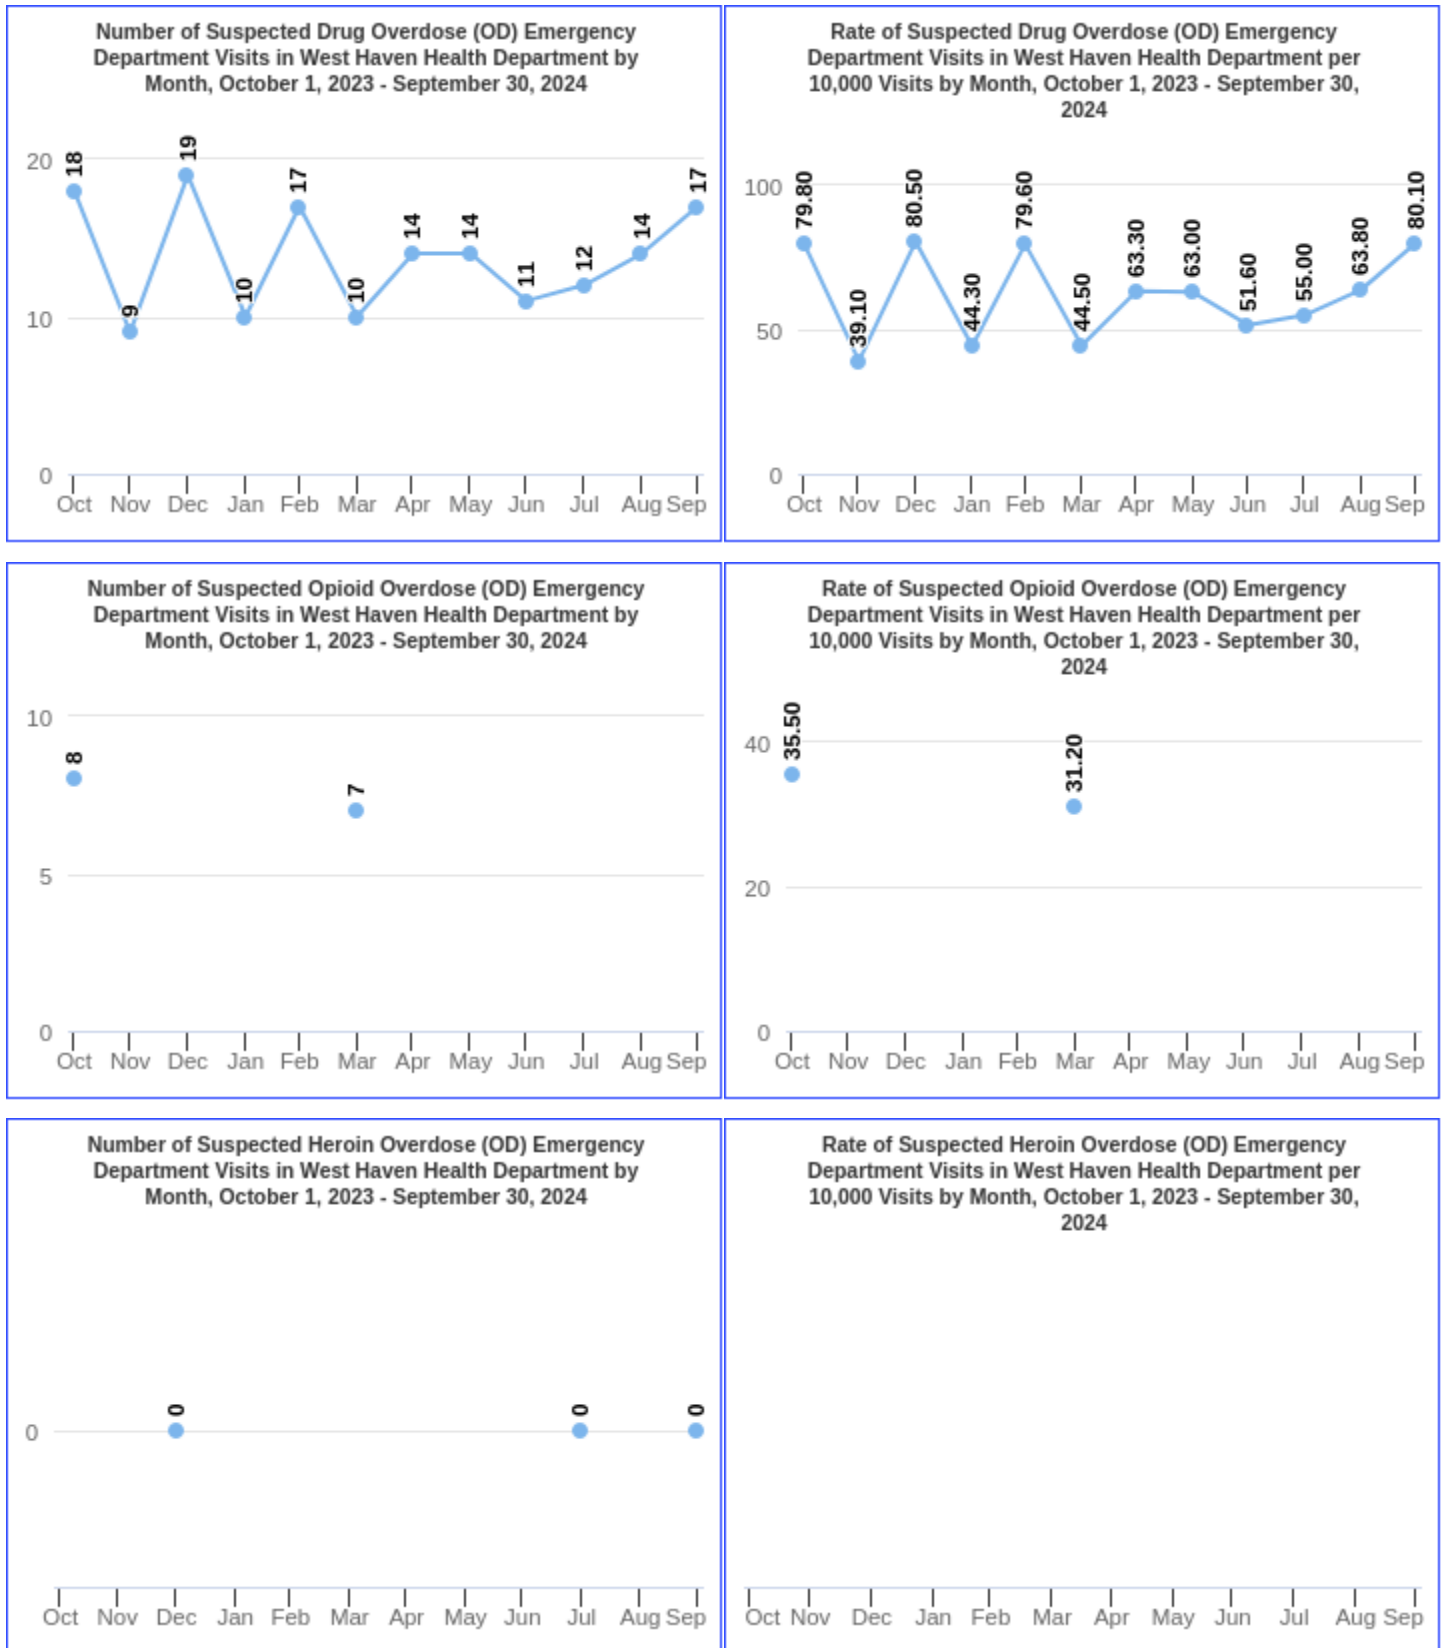 Number of Suspected Drug Overdose (OD) Emergency
Department Visits in West Haven Health Department by
Month, October 1, 2023 - September 30, 2024
20
10
0
18
9
19
10
17
10
14
14
11
12
14
17
Oct Nov Dec Jan Feb Mar Apr May Jun Jul Aug Sep
Rate of Suspected Drug Overdose (OD) Emergency
Department Visits in West Haven Health Department per
10,000 Visits by Month, October 1, 2023 - September 30,
2024
100
50
0
79.80
39.10
80.50
44.30
79.60
44.50
63.30
63.00
51.60
55.00
63.80
80.10
Oct Nov Dec Jan Feb Mar Apr May Jun Jul Aug Sep
Number of Suspected Opioid Overdose (OD) Emergency
Department Visits in West Haven Health Department by
Month, October 1, 2023 - September 30, 2024
10
5
0
8
7
Oct Nov Dec Jan Feb Mar Apr May Jun Jul Aug Sep
Rate of Suspected Opioid Overdose (OD) Emergency
Department Visits in West Haven Health Department per
10,000 Visits by Month, October 1, 2023 - September 30,
2024
40
20
0
35.50
31.20
Oct Nov Dec Jan Feb Mar Apr May Jun Jul Aug Sep
Number of Suspected Heroin Overdose (OD) Emergency
Department Visits in West Haven Health Department by
Month, October 1, 2023 - September 30, 2024
0
0
0
0
Oct Nov Dec Jan Feb Mar Apr May Jun Jul Aug Sep
Rate of Suspected Heroin Overdose (OD) Emergency
Department Visits in West Haven Health Department per
10,000 Visits by Month, October 1, 2023 - September 30,
2024
Oct Nov Dec Jan Feb Mar Apr May Jun Jul Aug Sep